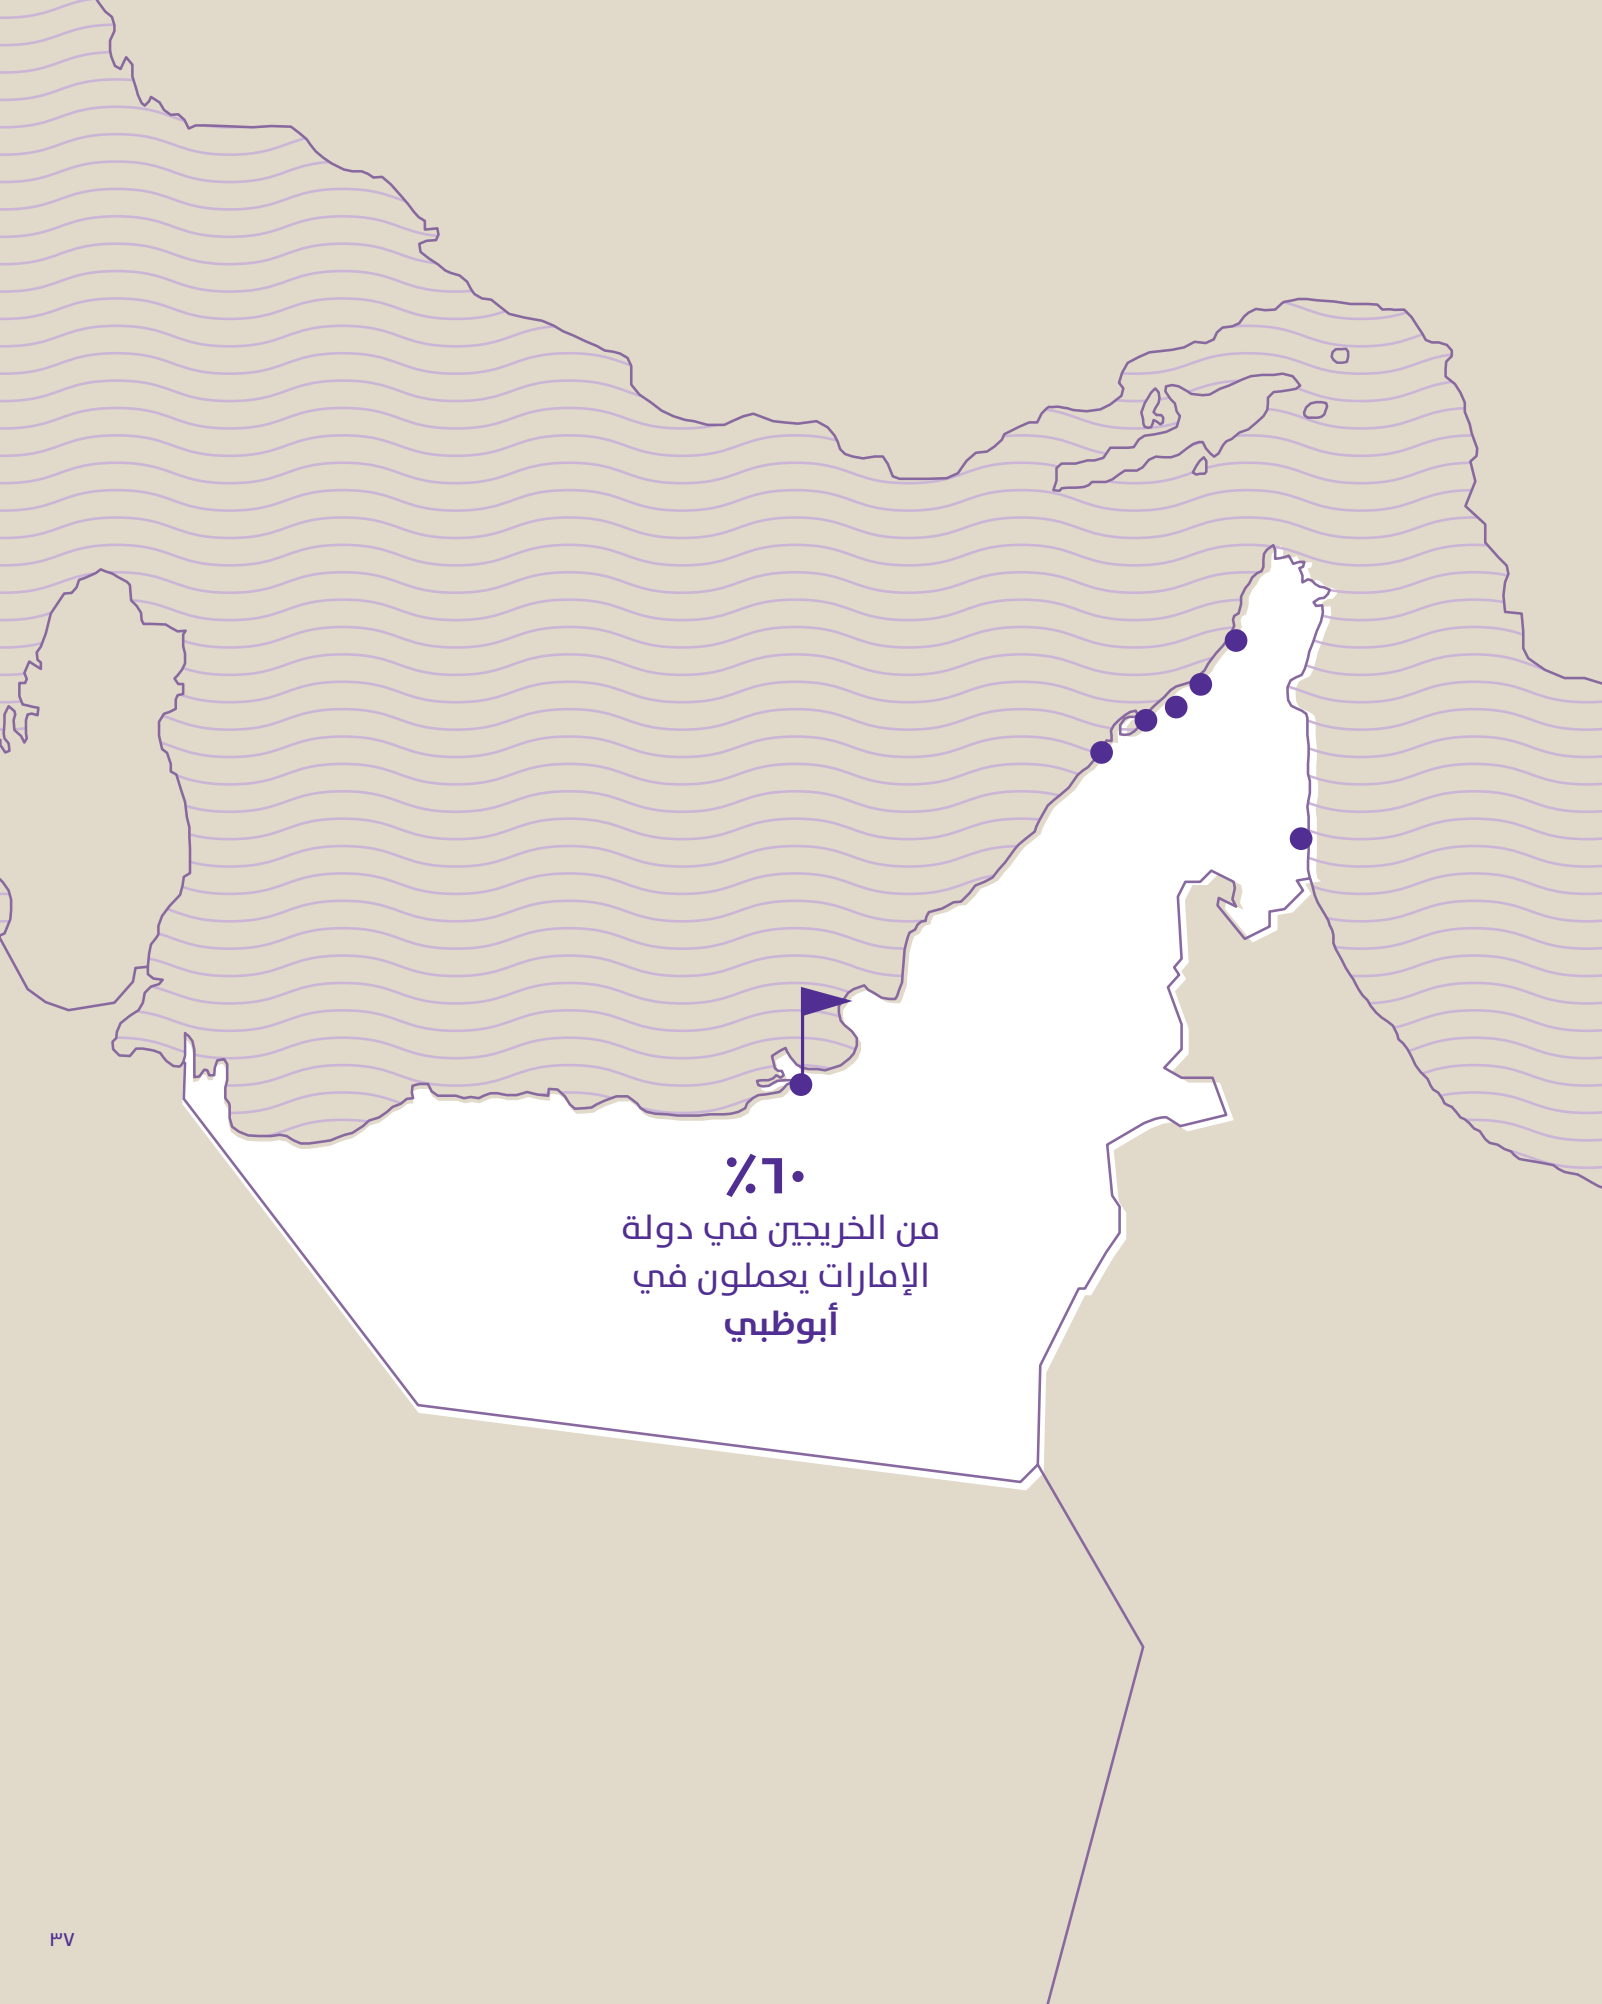 ٦٠٪
من الخريجين في دولة
الإمارات يعملون في
أبوظبي
٣٧